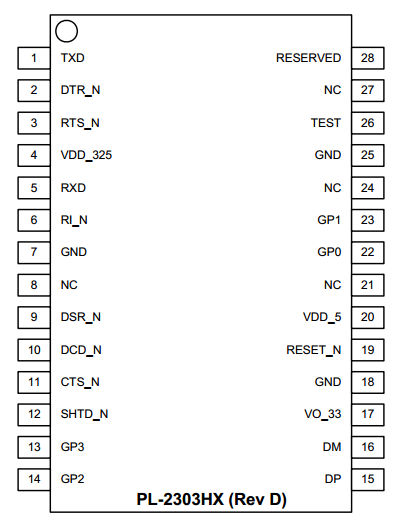 1 TXD RESERVED 28
2 DTR_N NC 27
3 RTS_N TEST 26
4 VDD_325 GND 25
5 RXD NC 24
6 RI_N GP1 23
7 GND GP0 22
8 NC NC 21
9 DSR_N VDD_5 20
10 DCD_N RESET_N 19
11 CTS_N GND 18
12 SHTD_N VO_33 17
13 GP3 DM 16
14 GP2 DP 15
PL-2303HX (Rev D)